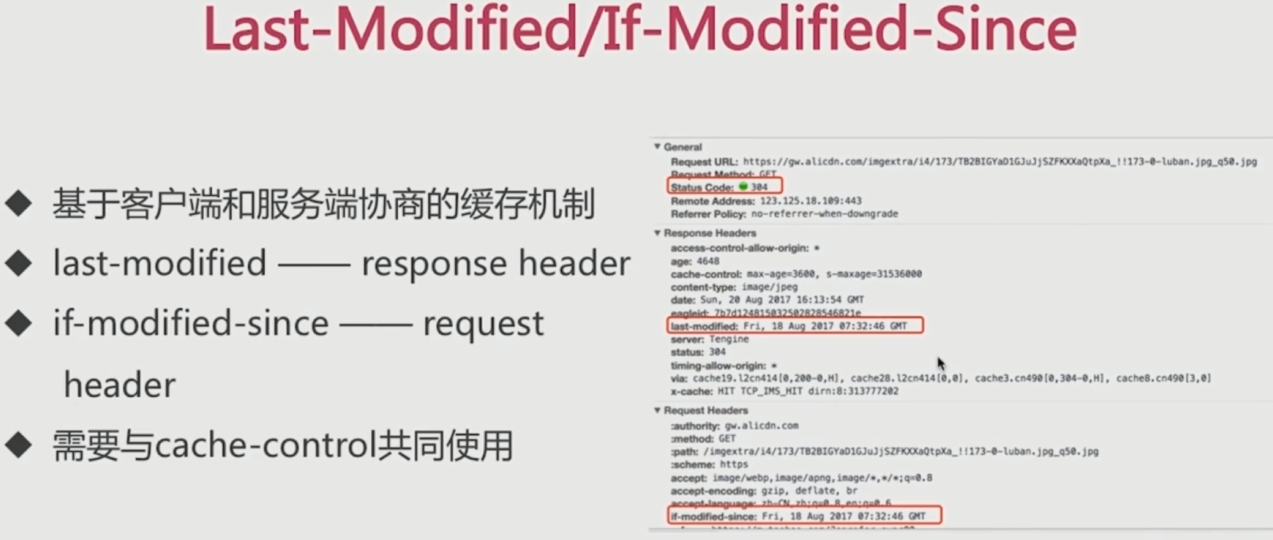 Last-Modified/If-Modified-Since
◆ 基于客户端和服务端协商的缓存机制
◆ last-modified —— response header
◆ if-modified-since —— request
header
◆ 需要与cache-control共同使用
▼ General
Request URL: https://gw.alicdn.com/imgextra/i4/173/TB2BIGYaD1GJuJjSZFKXXaQtpXa_!!173-0-luban.jpg_q50.jpg
Request Method: GET
Status Code: 304
Remote Address: 123.125.18.109:443
Referrer Policy: no-referrer-when-downgrade
▼ Response Headers
access-control-allow-origin: *
age: 4648
cache-control: max-age=3600, s-maxage=31536000
content-type: image/jpeg
date: Sun, 20 Aug 2017 16:13:54 GMT
eagleid: 7b7d124815032502828546821e
last-modified: Fri, 18 Aug 2017 07:32:46 GMT
server: Tengine
status: 304
timing-allow-origin: *
via: cache19.l2cn414[0,200-0,H], cache28.l2cn414[0,0], cache3.cn490[0,304-0,H], cache8.cn490[3,0]
x-cache: HIT TCP_IMS_HIT dirn:8:313777202
▼ Request Headers
:authority: gw.alicdn.com
:method: GET
:path: /imgextra/i4/173/TB2BIGYaD1GJuJjSZFKXXaQtpXa_!!173-0-luban.jpg_q50.jpg
:scheme: https
accept: image/webp,image/apng,image/*,*/*;q=0.8
accept-encoding: gzip, deflate, br
accept-language: zh-CN,zh;q=0.8,en;q=0.6
if-modified-since: Fri, 18 Aug 2017 07:32:46 GMT